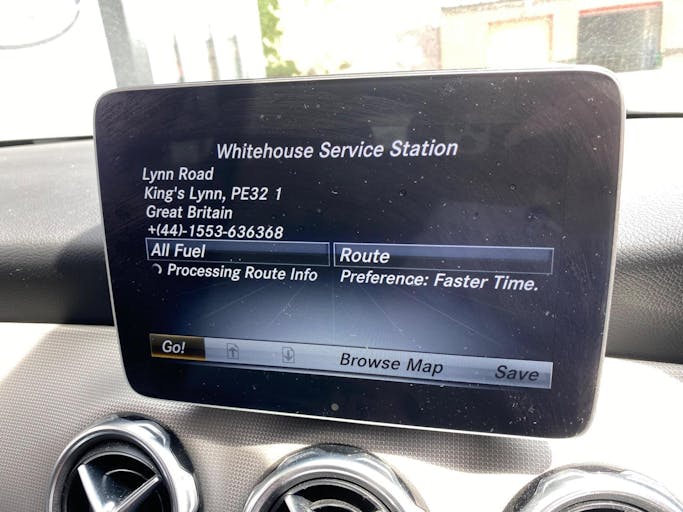 Whitehouse Service Station
Lynn Road
King's Lynn, PE32 1
Great Britain
+(44)-1553-636368
All Fuel
Route
Processing Route Info
Preference: Faster Time.
Go!
Browse Map
Save